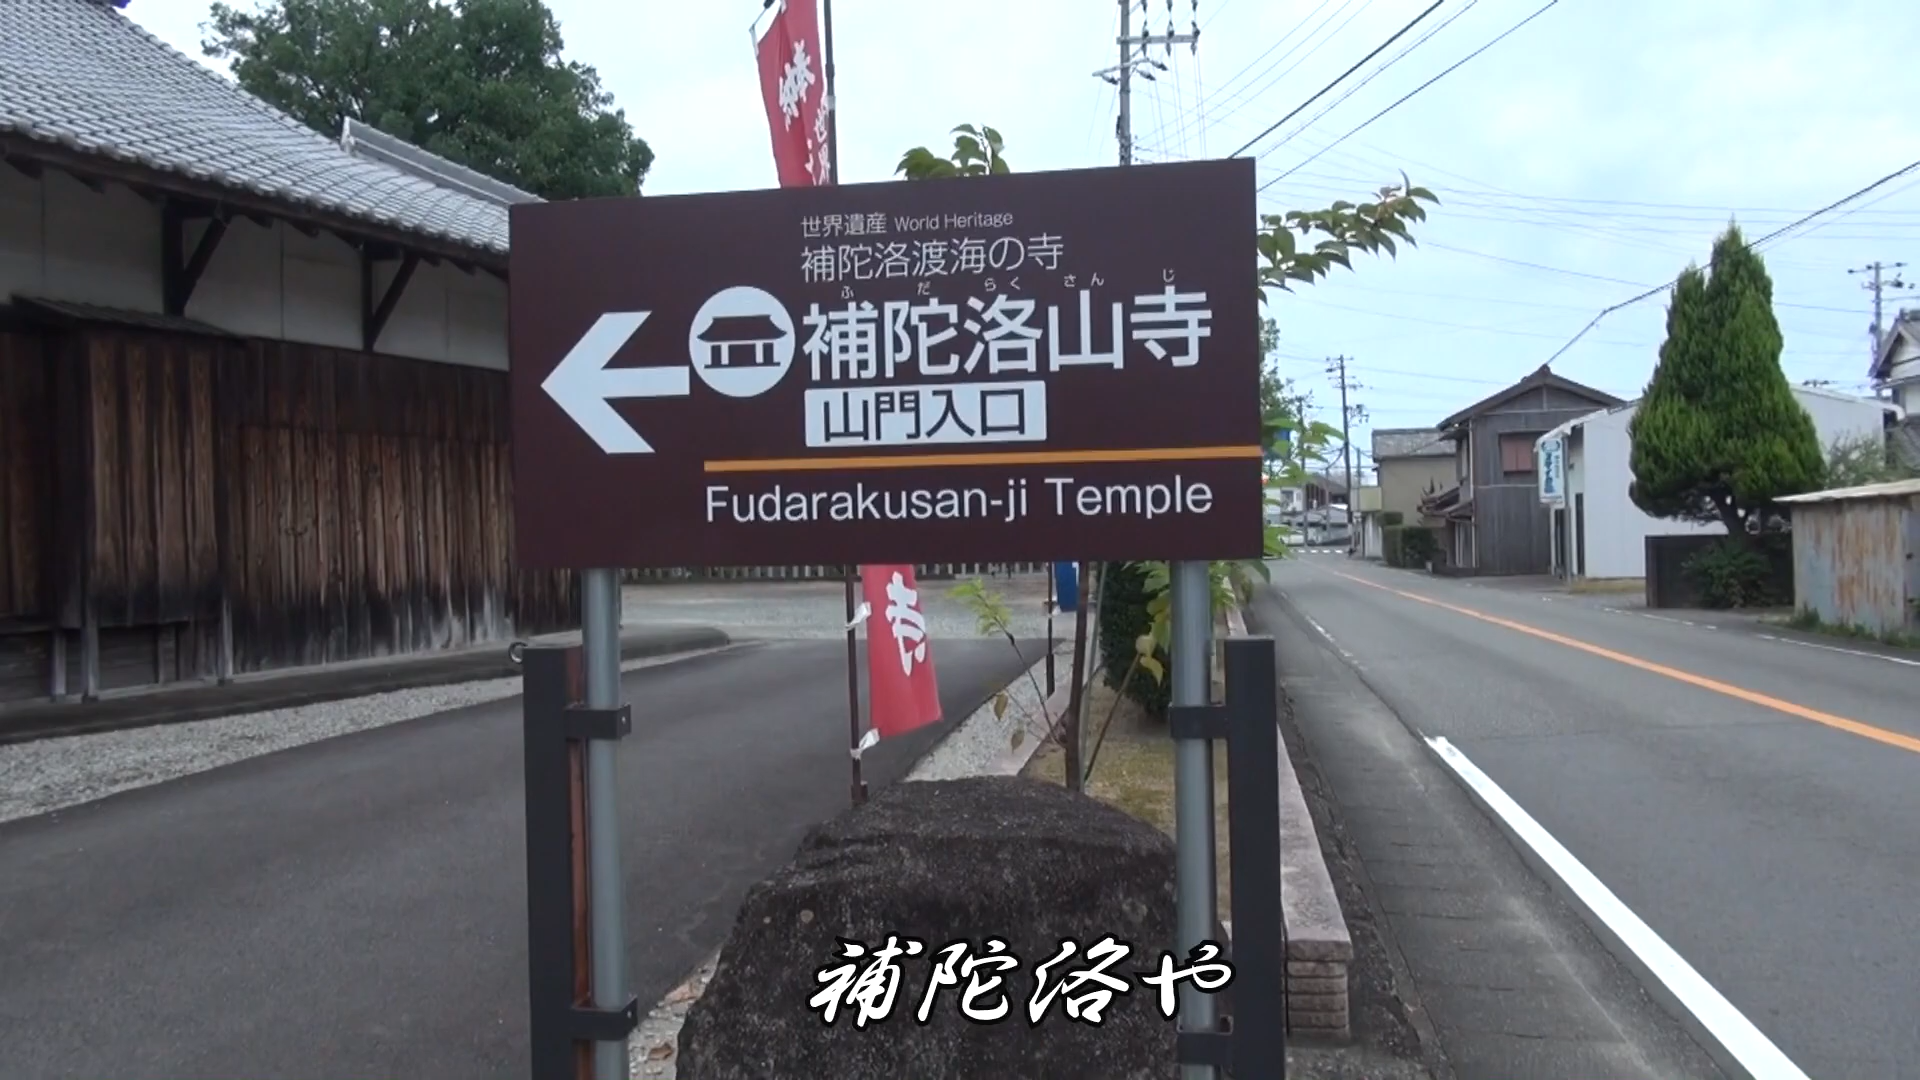 世界遺産 World Heritage
補陀洛渡海の寺
ふだらくさんじ
補陀洛山寺
山門入口
Fudarakusan-ji Temple
補陀洛や